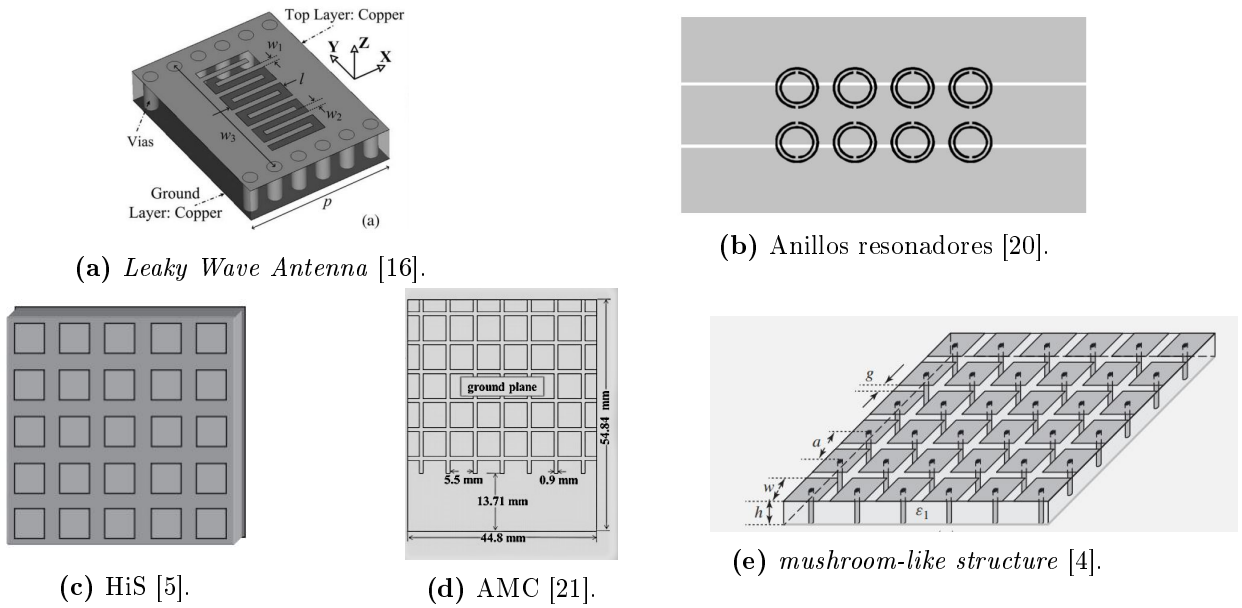 Top Layer: Copper
w1
Y
Z
X
l
w2
w3
Vias
Ground
Layer: Copper
p
(a)
(a) Leaky Wave Antenna [16].
(b) Anillos resonadores [20].
(c) HiS [5].
ground plane
54.84 mm
5.5 mm
0.9 mm
13.71 mm
44.8 mm
(d) AMC [21].
g
a
w
h
ε1
(e) mushroom-like structure [4].